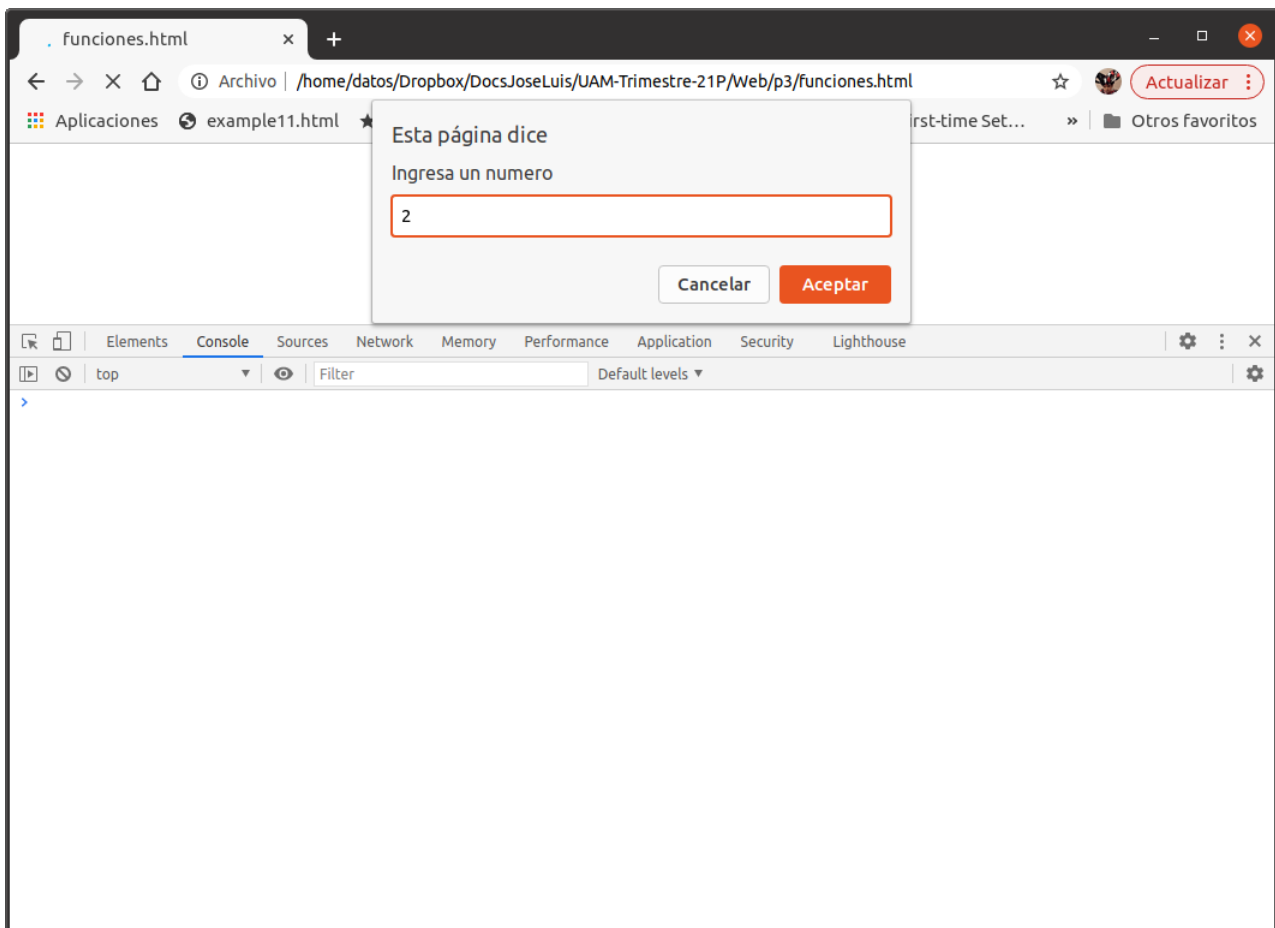 funciones.html
Archivo | /home/datos/Dropbox/DocsJoseLuis/UAM-Trimestre-21P/Web/p3/funciones.html
Actualizar
Aplicaciones example11.html irst-time Set... » Otros favoritos
Esta página dice
Ingresa un numero
2
Cancelar Aceptar
Elements Console Sources Network Memory Performance Application Security Lighthouse
top Filter Default levels